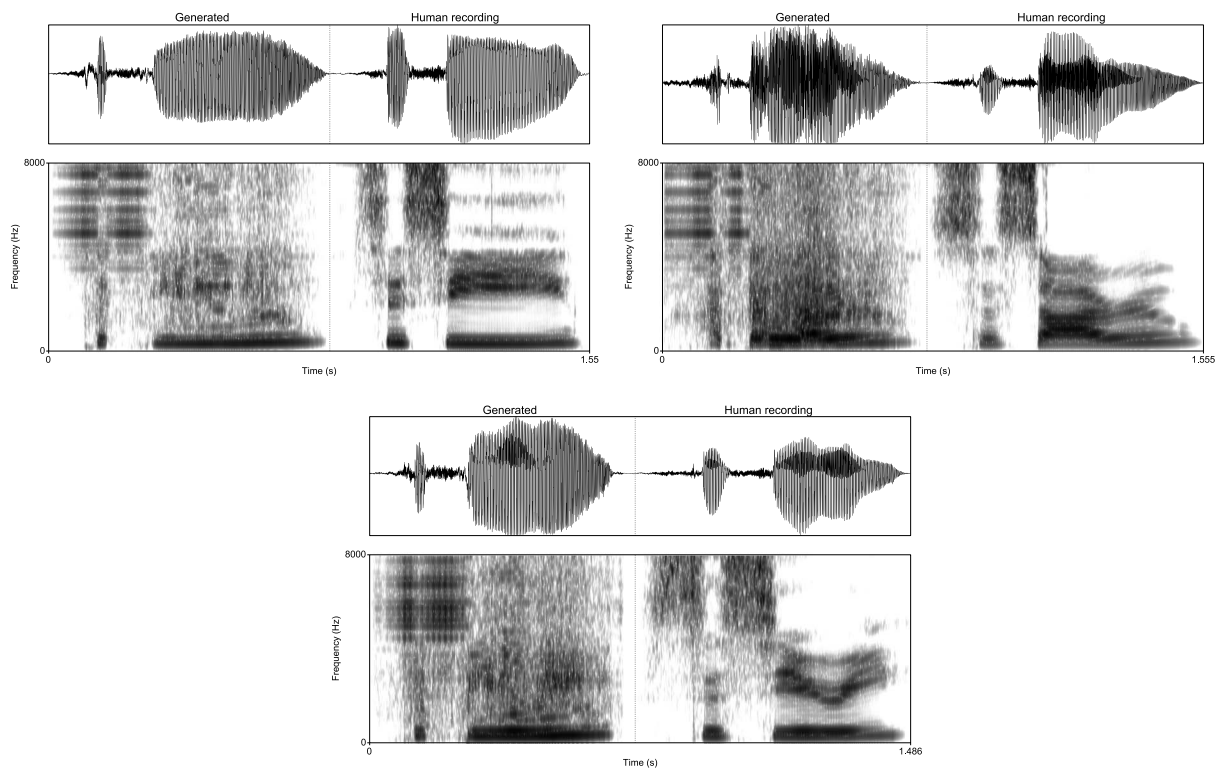 Generated Human recording
8000
Frequency (Hz)
0
0 1.55
Time (s)
Generated Human recording
8000
Frequency (Hz)
0
0 1.555
Time (s)
Generated Human recording
8000
Frequency (Hz)
0
0 1.486
Time (s)